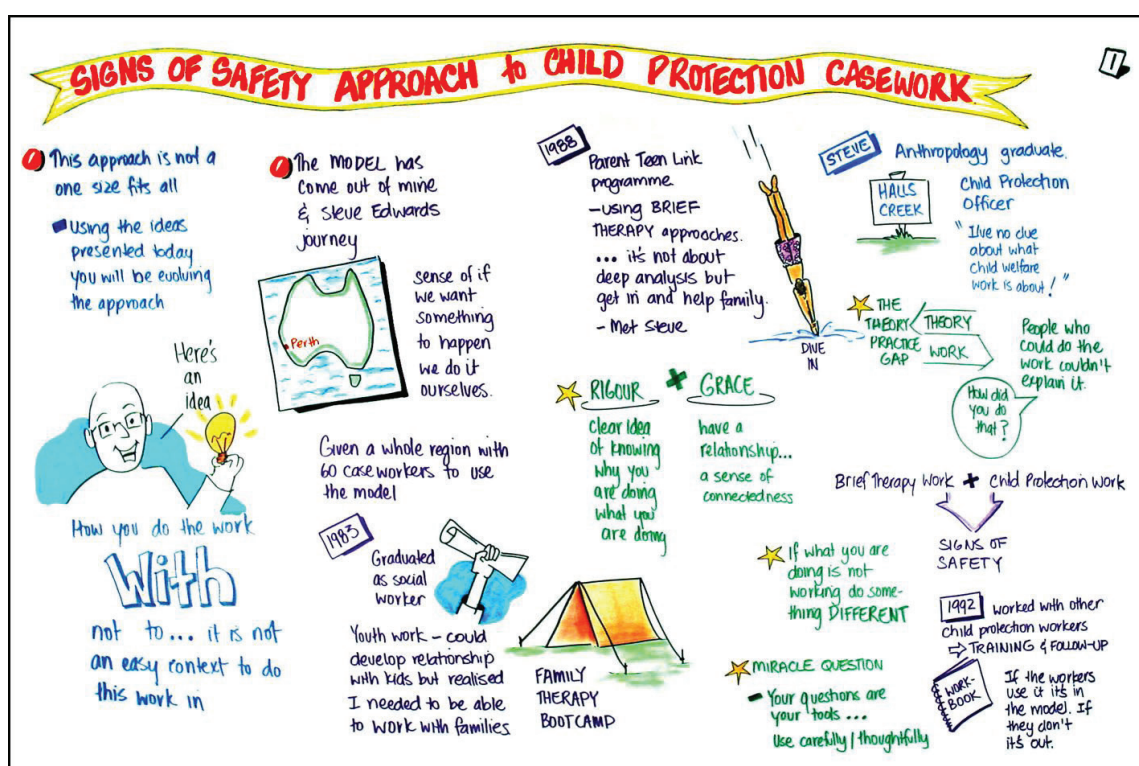 SIGNS OF SAFETY APPROACH to CHILD PROTECTION CASEWORK
1
This approach is not a
one size fits all
Using the ideas
presented today
you will be evolving
the approach
Here's
an
idea
How you do the work
With
not to... it is not
an easy context to do
this work in
The MODEL has
come out of mine
& Steve Edwards
journey
Perth
sense of if
we want
something
to happen
we do it
ourselves.
Given a whole region with
60 case workers to use
the model
1983
Graduated
as social
worker
Youth work – could
develop relationship
with kids but realised
I needed to be able
to work with families
FAMILY
THERAPY
BOOTCAMP
1988
Parent Teen Link
programme
– using BRIEF
THERAPY approaches.
... it's not about
deep analysis but
get in and help family.
– Met Steve
DIVE
IN
RIGOUR + GRACE
clear idea
of knowing
why you
are doing
what you
are doing
have a
relationship...
a sense of
connectedness
STEVE
Anthropology graduate.
HALLS
CREEK
Child Protection
Officer
"I've no clue
about what
child welfare
work is about!"
THE
THEORY
PRACTICE
GAP
THEORY
WORK
People who
could do the
work couldn't
explain it.
How did
you do
that?
Brief Therapy Work + Child Protection Work
SIGNS OF
SAFETY
If what you are
doing is not
working do some-
thing DIFFERENT
MIRACLE QUESTION
– Your questions are
your tools ...
Use carefully / thoughtfully
1992 worked with other
child protection workers
⇨ TRAINING & FOLLOW-UP
WORK-
BOOK
If the workers
use it it's in
the model. If
they don't
it's out.